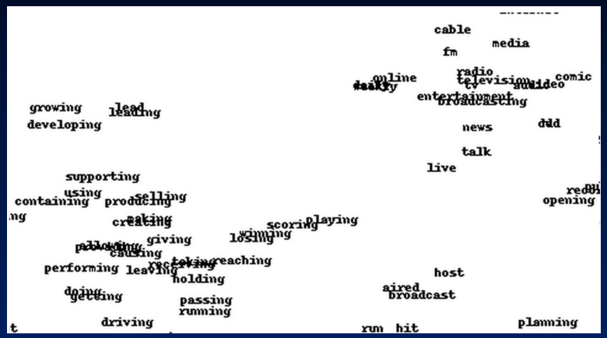 cable
media
fm
radio
online
television
comic
tv
audio
video
daily
weekly
entertainment
broadcasting
growing
lead
leading
developing
news
dvd
talk
live
supporting
using
selling
containing
producing
opening
making
creating
playing
scoring
winning
losing
giving
allowing
providing
causing
taking
reaching
receiving
performing
leaving
host
holding
aired
broadcast
doing
getting
passing
running
driving
planning
run
hit